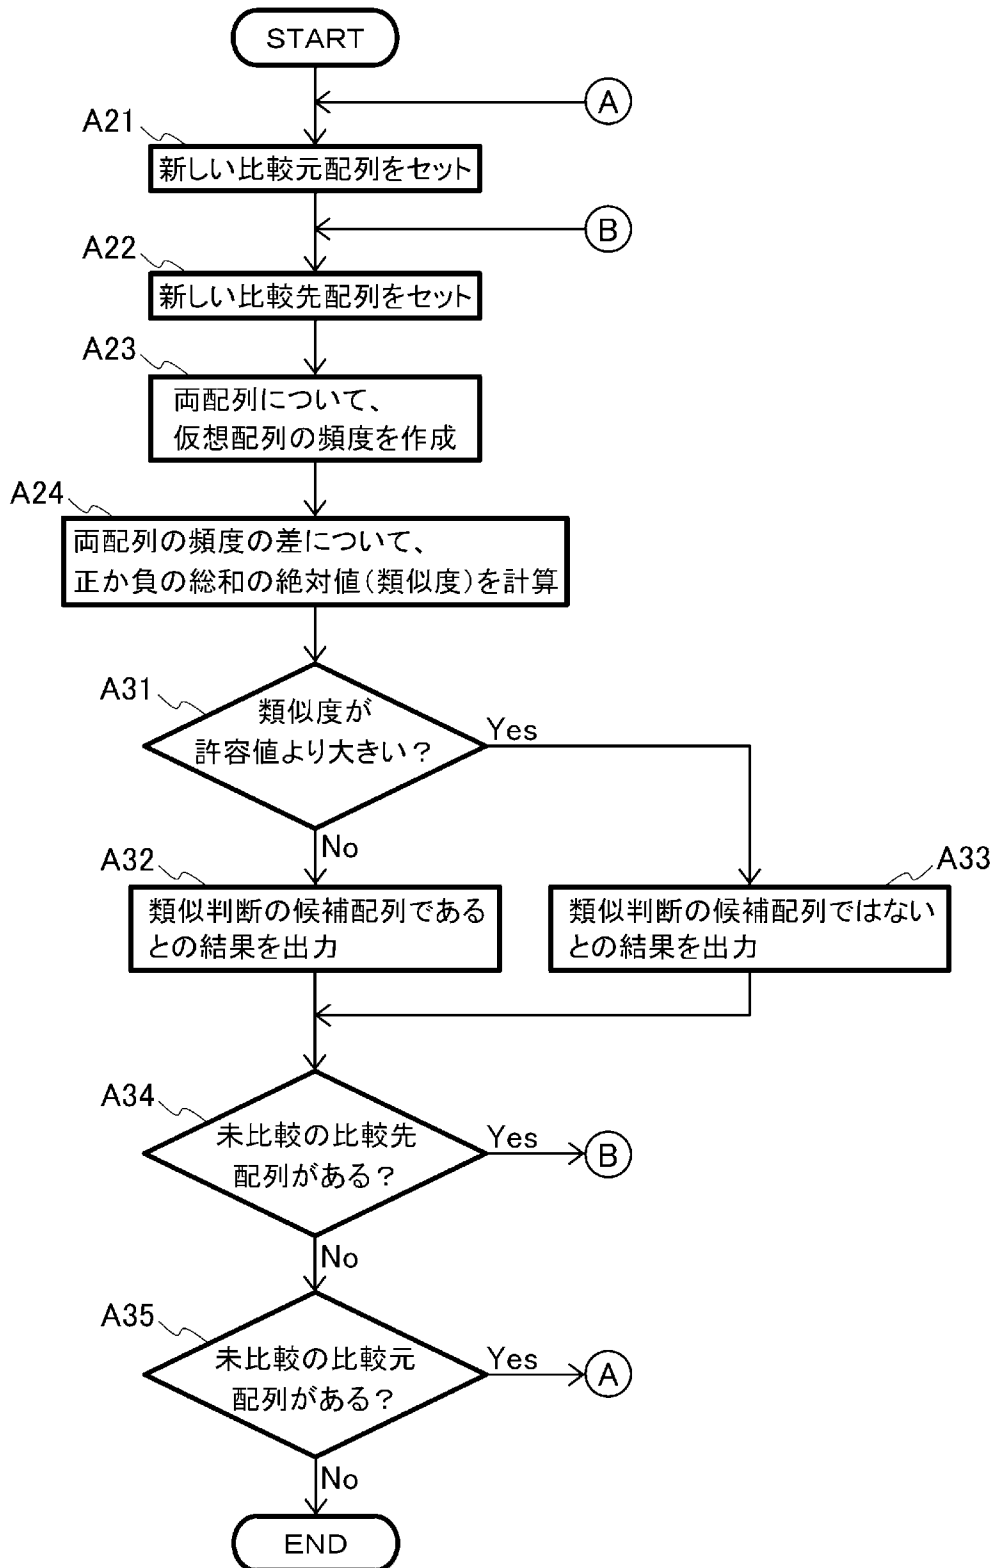 START
A
A21
新しい比較元配列をセット
B
A22
新しい比較先配列をセット
A23
両配列について、
仮想配列の頻度を作成
A24
両配列の頻度の差について、
正か負の総和の絶対値(類似度)を計算
A31
類似度が
許容値より大きい?
Yes
No
A32
類似判断の候補配列である
との結果を出力
A33
類似判断の候補配列ではない
との結果を出力
A34
未比較の比較先
配列がある?
Yes
B
No
A35
未比較の比較元
配列がある?
Yes
A
No
END